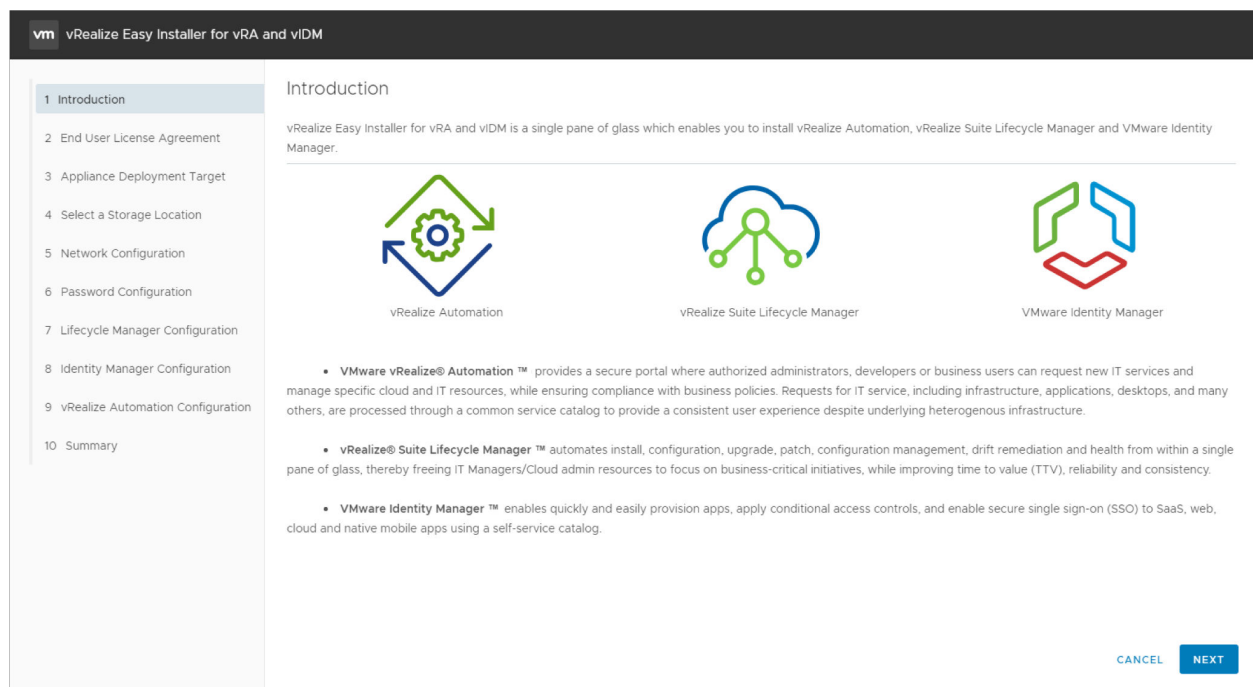 vm vRealize Easy Installer for vRA and vIDM
1 Introduction
2 End User License Agreement
3 Appliance Deployment Target
4 Select a Storage Location
5 Network Configuration
6 Password Configuration
7 Lifecycle Manager Configuration
8 Identity Manager Configuration
9 vRealize Automation Configuration
10 Summary
Introduction
vRealize Easy Installer for vRA and vIDM is a single pane of glass which enables you to install vRealize Automation, vRealize Suite Lifecycle Manager and VMware Identity
Manager.
vRealize Automation
vRealize Suite Lifecycle Manager
VMware Identity Manager
• VMware vRealize® Automation ™ provides a secure portal where authorized administrators, developers or business users can request new IT services and
manage specific cloud and IT resources, while ensuring compliance with business policies. Requests for IT service, including infrastructure, applications, desktops, and many
others, are processed through a common service catalog to provide a consistent user experience despite underlying heterogenous infrastructure.
• vRealize® Suite Lifecycle Manager ™ automates install, configuration, upgrade, patch, configuration management, drift remediation and health from within a single
pane of glass, thereby freeing IT Managers/Cloud admin resources to focus on business-critical initiatives, while improving time to value (TTV), reliability and consistency.
• VMware Identity Manager ™ enables quickly and easily provision apps, apply conditional access controls, and enable secure single sign-on (SSO) to SaaS, web,
cloud and native mobile apps using a self-service catalog.
CANCEL
NEXT